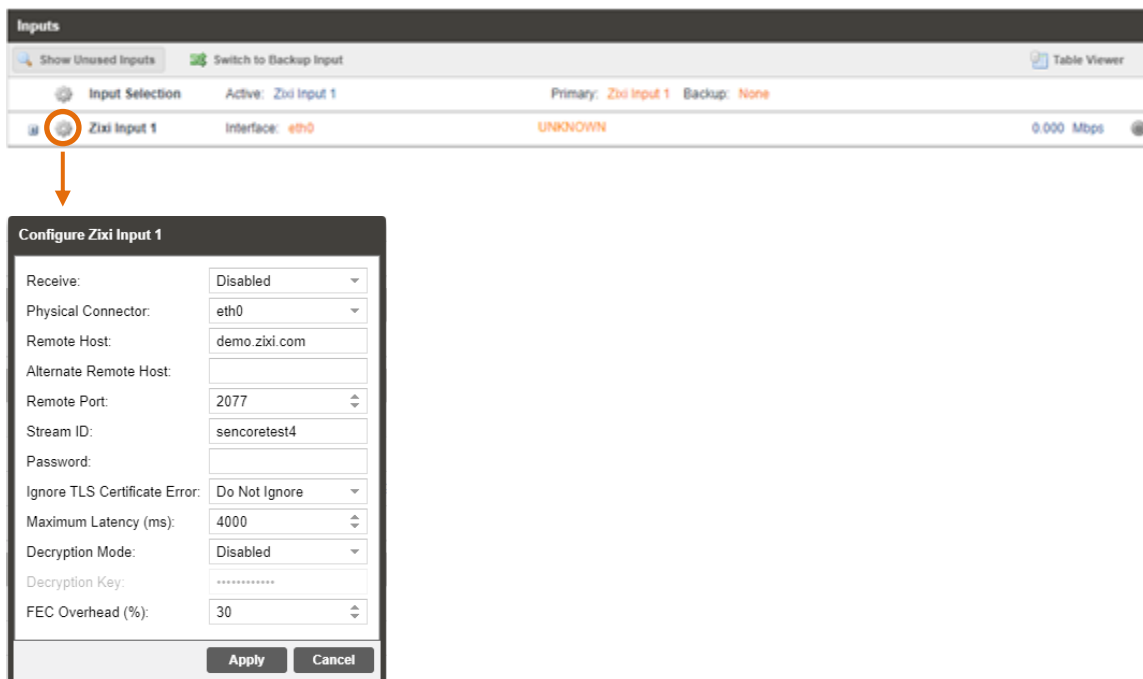 Inputs
Show Unused Inputs Switch to Backup Input Table Viewer
Input Selection Active: Zixi Input 1 Primary: Zixi Input 1 Backup: None
Zixi Input 1 Interface: eth0 UNKNOWN 0.000 Mbps
Configure Zixi Input 1
Receive: Disabled
Physical Connector: eth0
Remote Host: demo.zixi.com
Alternate Remote Host:
Remote Port: 2077
Stream ID: sencoretest4
Password:
Ignore TLS Certificate Error: Do Not Ignore
Maximum Latency (ms): 4000
Decryption Mode: Disabled
Decryption Key: ••••••••••••
FEC Overhead (%): 30
Apply Cancel